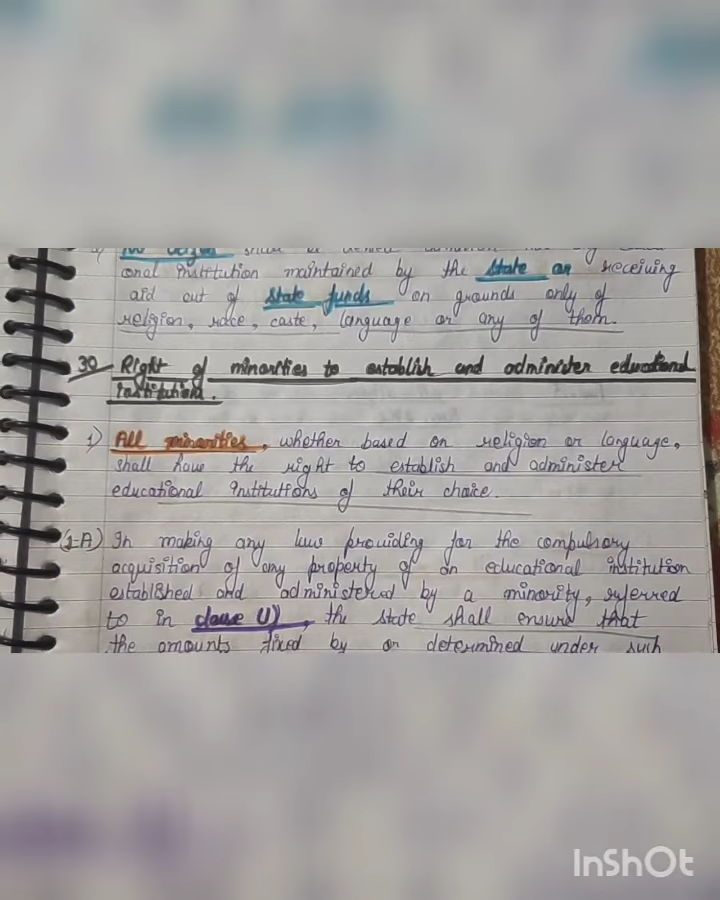 onal institution maintained by the State or receiving
aid out of State funds on grounds only of
religion, race, caste, language or any of them.
30 Right of minorities to establish and administer educational
institutions.
1) All minorities, whether based on religion or language,
shall have the right to establish and administer
educational institutions of their choice.
(1-A) In making any law providing for the compulsory
acquisition of any property of an educational institution
established and administered by a minority, referred
to in clause (1), the state shall ensure that
the amounts fixed by or determined under such
InShOt